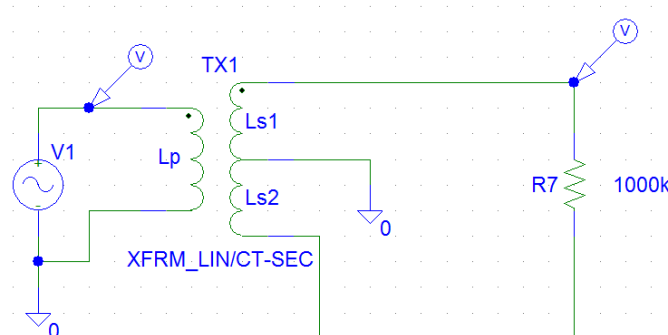 V
V
TX1
V1
Lp
Ls1
Ls2
R7
1000k
0
XFRM_LIN/CT-SEC
0